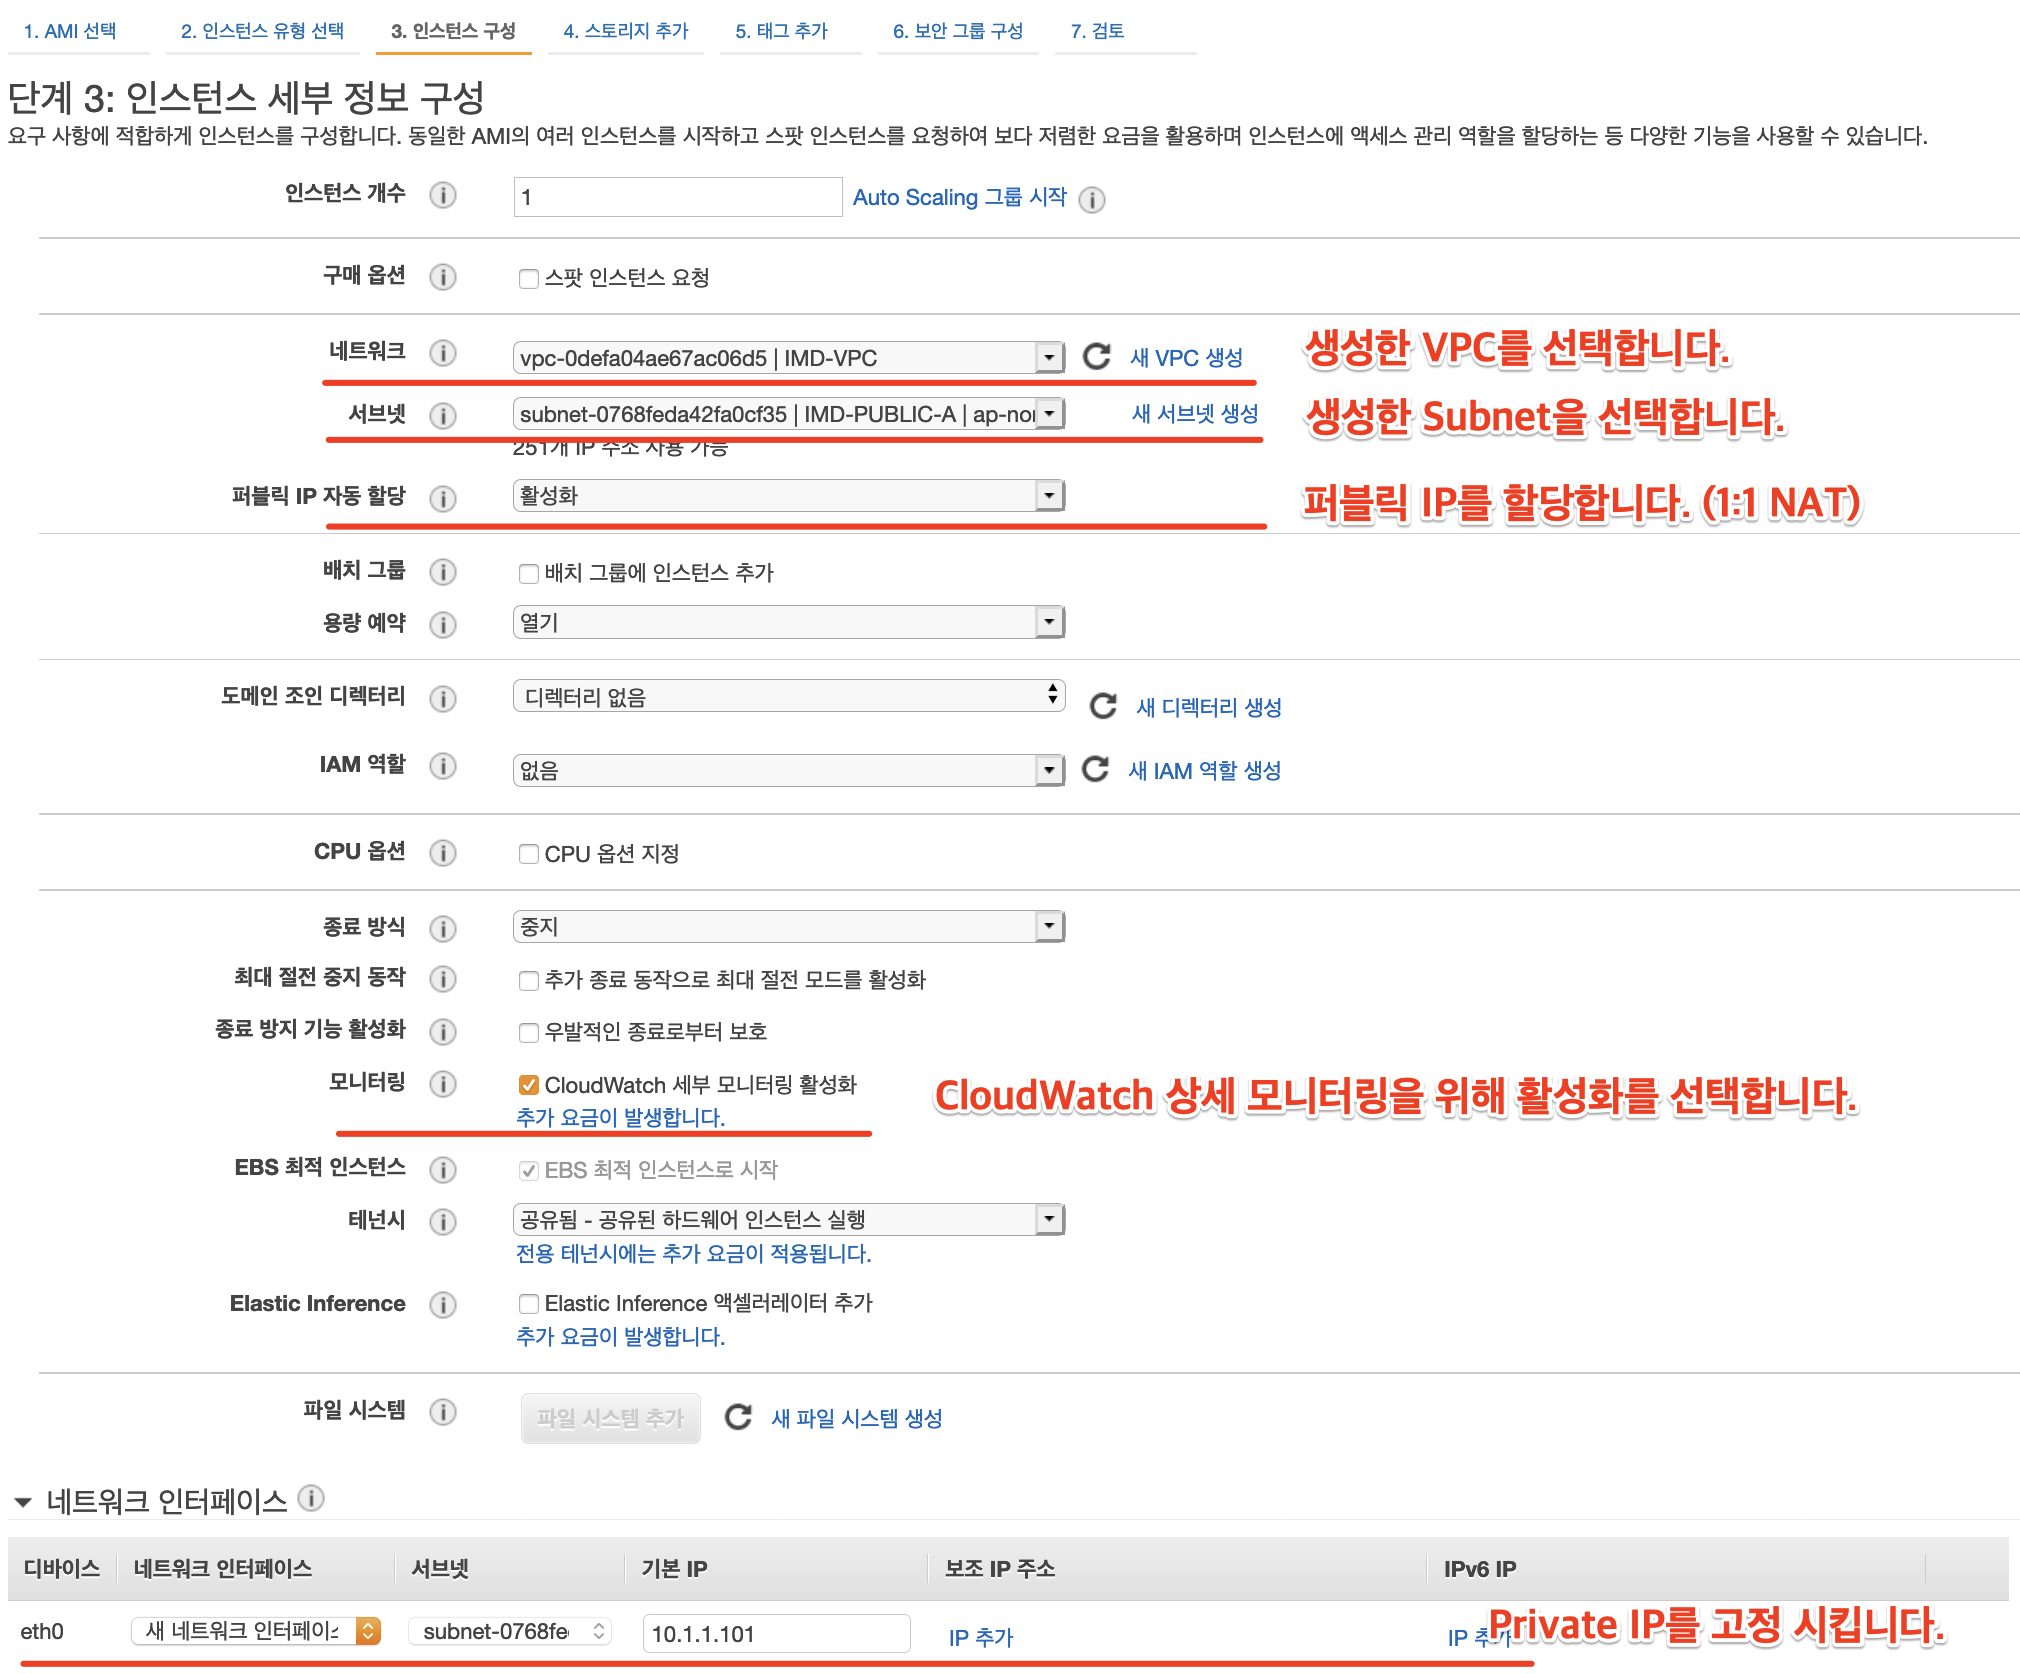 1. AMI 선택 2. 인스턴스 유형 선택 3. 인스턴스 구성 4. 스토리지 추가 5. 태그 추가 6. 보안 그룹 구성 7. 검토
단계 3: 인스턴스 세부 정보 구성
요구 사항에 적합하게 인스턴스를 구성합니다. 동일한 AMI의 여러 인스턴스를 시작하고 스팟 인스턴스를 요청하여 보다 저렴한 요금을 활용하며 인스턴스에 액세스 관리 역할을 할당하는 등 다양한 기능을 사용할 수 있습니다.
인스턴스 개수 1 Auto Scaling 그룹 시작
구매 옵션 스팟 인스턴스 요청
네트워크 vpc-0defa04ae67ac06d5 | IMD-VPC 새 VPC 생성 생성한 VPC를 선택합니다.
서브넷 subnet-0768feda42fa0cf35 | IMD-PUBLIC-A | ap-nor 새 서브넷 생성 생성한 Subnet을 선택합니다.
251개 IP 주소 사용 가능
퍼블릭 IP 자동 할당 활성화 퍼블릭 IP를 할당합니다. (1:1 NAT)
배치 그룹 배치 그룹에 인스턴스 추가
용량 예약 열기
도메인 조인 디렉터리 디렉터리 없음 새 디렉터리 생성
IAM 역할 없음 새 IAM 역할 생성
CPU 옵션 CPU 옵션 지정
종료 방식 중지
최대 절전 중지 동작 추가 종료 동작으로 최대 절전 모드를 활성화
종료 방지 기능 활성화 우발적인 종료로부터 보호
모니터링 CloudWatch 세부 모니터링 활성화 CloudWatch 상세 모니터링을 위해 활성화를 선택합니다.
추가 요금이 발생합니다.
EBS 최적 인스턴스 EBS 최적 인스턴스로 시작
테넌시 공유됨 - 공유된 하드웨어 인스턴스 실행
전용 테넌시에는 추가 요금이 적용됩니다.
Elastic Inference Elastic Inference 액셀러레이터 추가
추가 요금이 발생합니다.
파일 시스템 파일 시스템 추가 새 파일 시스템 생성
네트워크 인터페이스
디바이스 네트워크 인터페이스 서브넷 기본 IP 보조 IP 주소 IPv6 IP
eth0 새 네트워크 인터페이스 subnet-0768fe 10.1.1.101 IP 추가 IP 추가 Private IP를 고정 시킵니다.